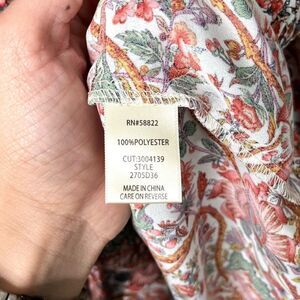 RN#58822
100%POLYESTER
CUT:3004139
STYLE
2705D36
MADE IN CHINA
CARE ON REVERSE